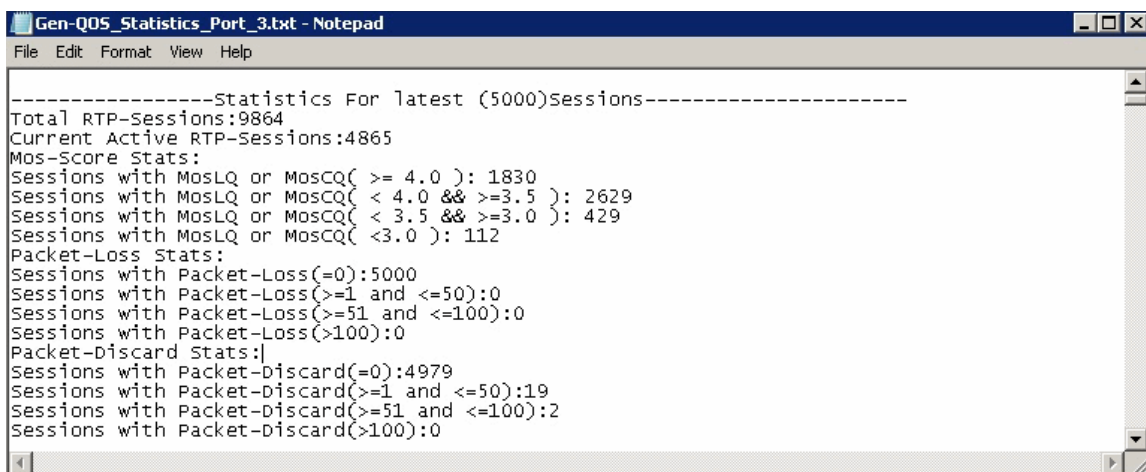 Gen-QOS_Statistics_Port_3.txt - Notepad
File Edit Format View Help
-----------------Statistics For latest (5000)Sessions----------------------
Total RTP-Sessions:9864
Current Active RTP-Sessions:4865
Mos-Score Stats:
Sessions with MosLQ or MosCQ( >= 4.0 ): 1830
Sessions with MosLQ or MosCQ( < 4.0 && >=3.5 ): 2629
Sessions with MosLQ or MosCQ( < 3.5 && >=3.0 ): 429
Sessions with MosLQ or MosCQ( <3.0 ): 112
Packet-Loss Stats:
Sessions with Packet-Loss(=0):5000
Sessions with Packet-Loss(>=1 and <=50):0
Sessions with Packet-Loss(>=51 and <=100):0
Sessions with Packet-Loss(>100):0
Packet-Discard Stats:
Sessions with Packet-Discard(=0):4979
Sessions with Packet-Discard(>=1 and <=50):19
Sessions with Packet-Discard(>=51 and <=100):2
Sessions with Packet-Discard(>100):0